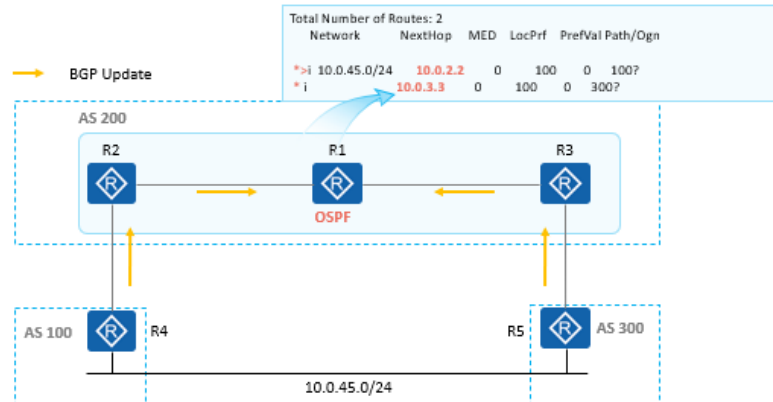 Total Number of Routes: 2
Network NextHop MED LocPrf PrefVal Path/Ogn
*>i 10.0.45.0/24 10.0.2.2 0 100 0 100?
* i 10.0.3.3 0 100 0 300?
BGP Update
AS 200
R2 R1 R3
R R R
OSPF
AS 100 R R4 R5 R AS 300
10.0.45.0/24